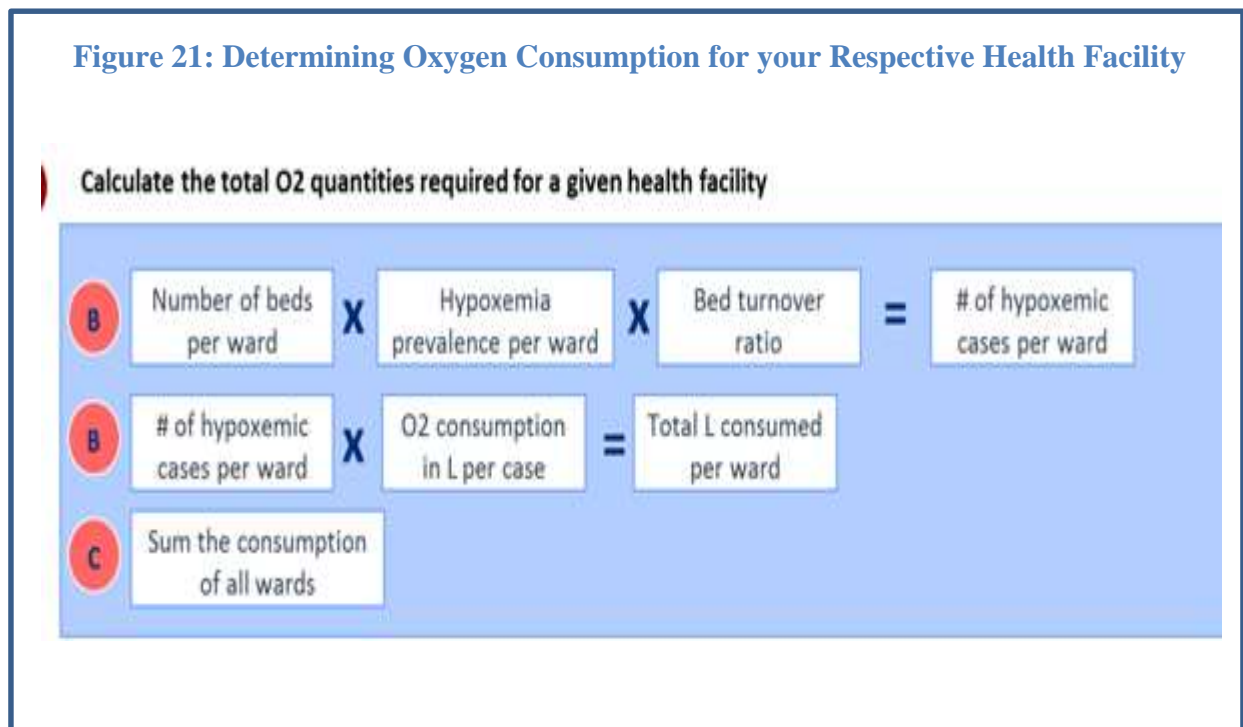 Figure 21: Determining Oxygen Consumption for your Respective Health Facility
Calculate the total O2 quantities required for a given health facility
B
Number of beds
per ward
X
Hypoxemia
prevalence per ward
X
Bed turnover
ratio
=
# of hypoxemic
cases per ward
B
# of hypoxemic
cases per ward
X
O2 consumption
in L per case
=
Total L consumed
per ward
C
Sum the consumption
of all wards